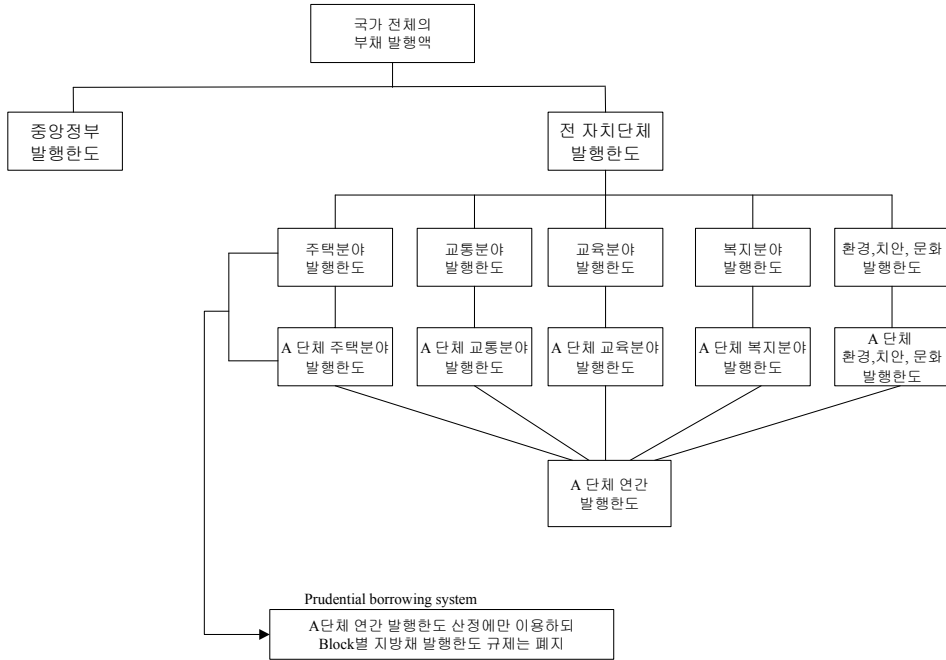 국가 전체의
부채 발행액
중앙정부
발행한도
전 자치단체
발행한도
주택분야
발행한도
교통분야
발행한도
교육분야
발행한도
복지분야
발행한도
환경,치안, 문화
발행한도
A 단체 주택분야
발행한도
A 단체 교통분야
발행한도
A 단체 교육분야
발행한도
A 단체 복지분야
발행한도
A 단체
환경,치안, 문화
발행한도
A 단체 연간
발행한도
Prudential borrowing system
A단체 연간 발행한도 산정에만 이용하되
Block별 지방채 발행한도 규제는 폐지